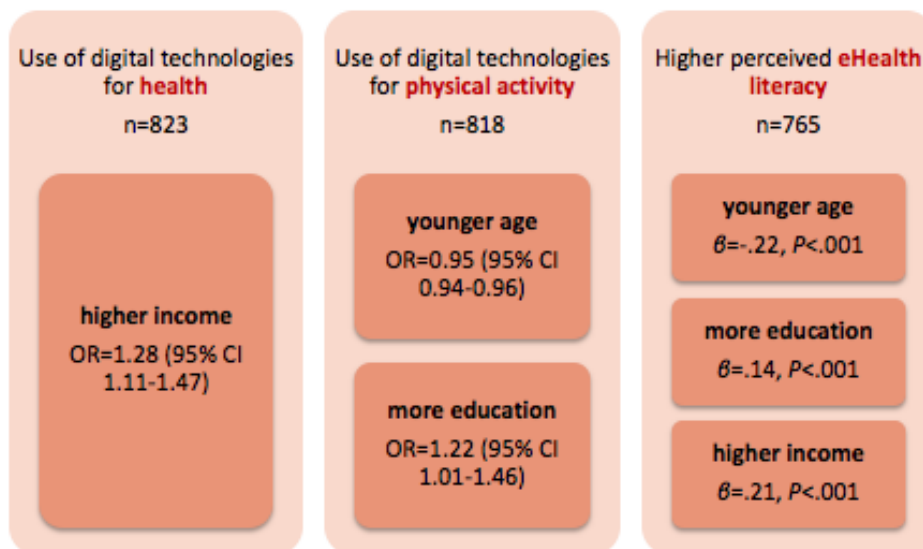 Use of digital technologies
for health
n=823
higher income
OR=1.28 (95% CI
1.11-1.47)
Use of digital technologies
for physical activity
n=818
younger age
OR=0.95 (95% CI
0.94-0.96)
more education
OR=1.22 (95% CI
1.01-1.46)
Higher perceived eHealth
literacy
n=765
younger age
β=-.22, P<.001
more education
β=.14, P<.001
higher income
β=.21, P<.001